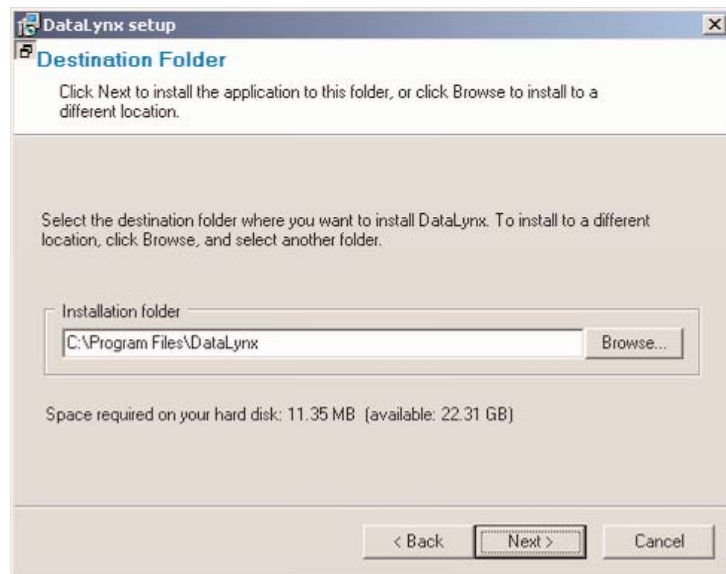 DataLynx setup
Destination Folder
Click Next to install the application to this folder, or click Browse to install to a
different location.
Select the destination folder where you want to install DataLynx. To install to a different
location, click Browse, and select another folder.
Installation folder
C:\Program Files\DataLynx
Browse...
Space required on your hard disk: 11.35 MB (available: 22.31 GB)
< Back
Next >
Cancel